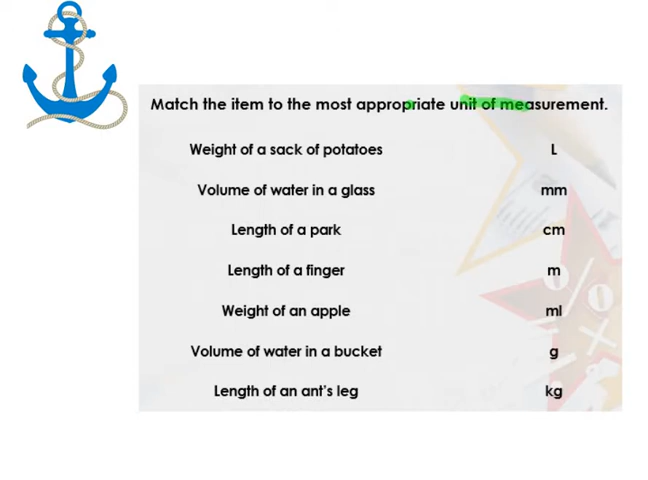 Match the item to the most appropriate unit of measurement.
Weight of a sack of potatoes L
Volume of water in a glass mm
Length of a park cm
Length of a finger m
Weight of an apple ml
Volume of water in a bucket g
Length of an ant's leg kg